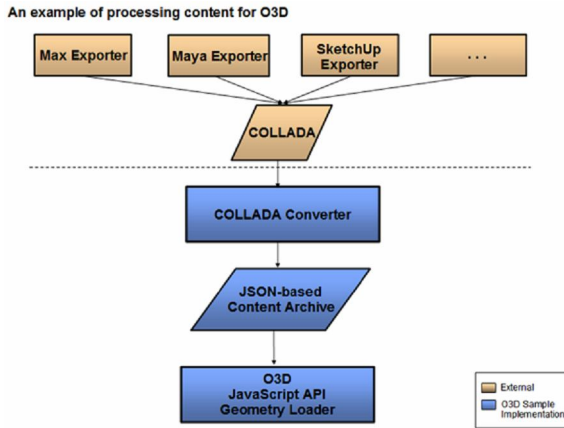 An example of processing content for O3D
Max Exporter
Maya Exporter
SketchUp
Exporter
. . .
COLLADA
COLLADA Converter
JSON-based
Content Archive
O3D
JavaScript API
Geometry Loader
External
O3D Sample
Implementation